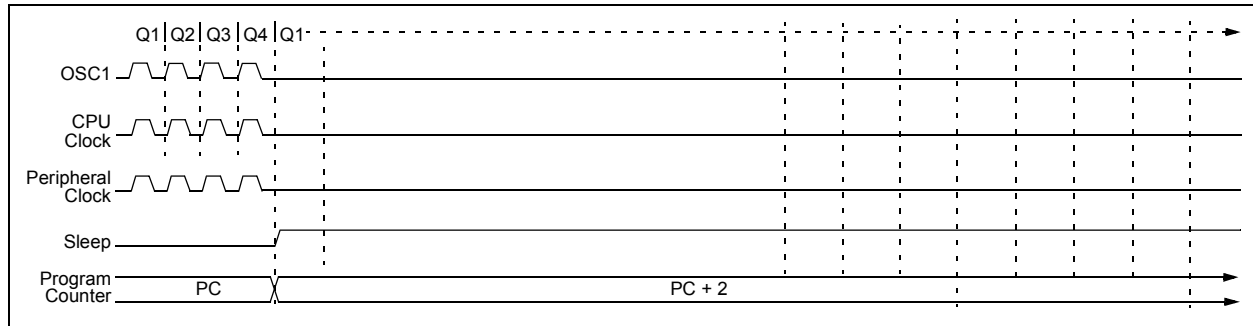 Q1 Q2 Q3 Q4 Q1
OSC1
CPU
Clock
Peripheral
Clock
Sleep
Program
Counter
PC
PC + 2